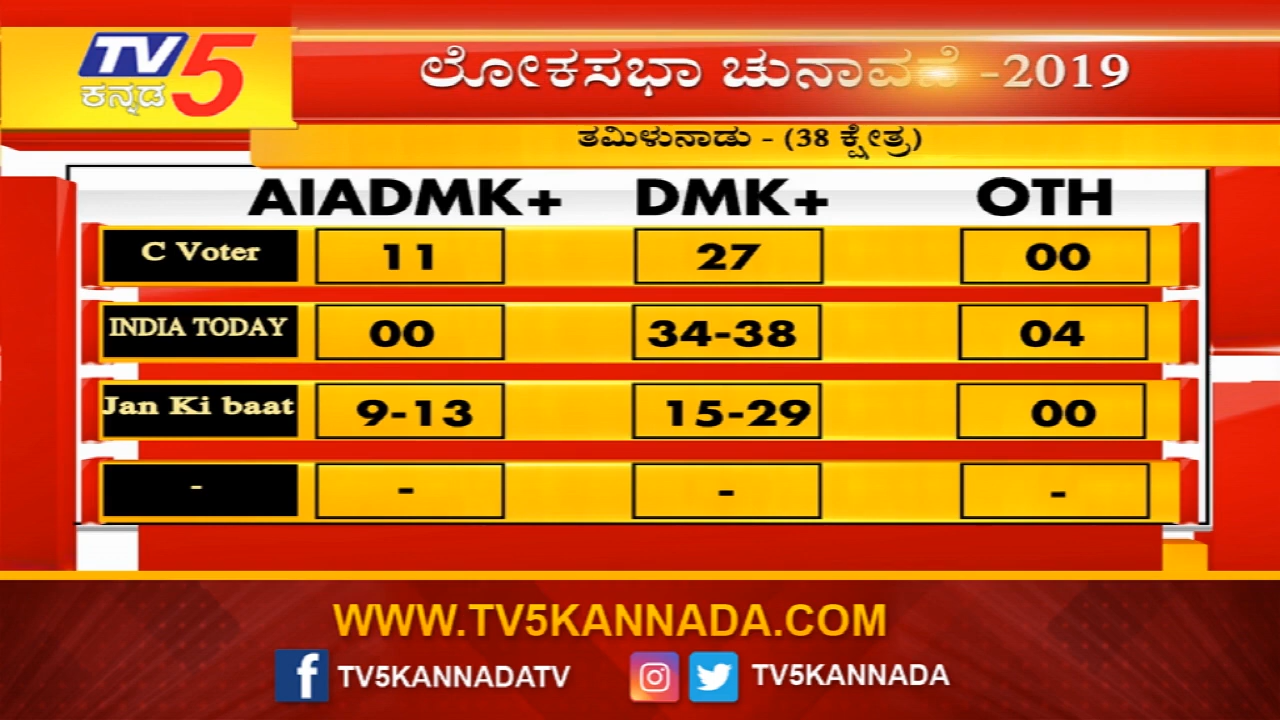 TV5
ಕನ್ನಡ
ಲೋಕಸಭಾ ಚುನಾವಣೆ -2019
ತಮಿಳುನಾಡು - (38 ಕ್ಷೇತ್ರ)
AIADMK+ DMK+ OTH
C Voter 11 27 00
INDIA TODAY 00 34-38 04
Jan Ki baat 9-13 15-29 00
- - - -
WWW.TV5KANNADA.COM
f TV5KANNADATV TV5KANNADA